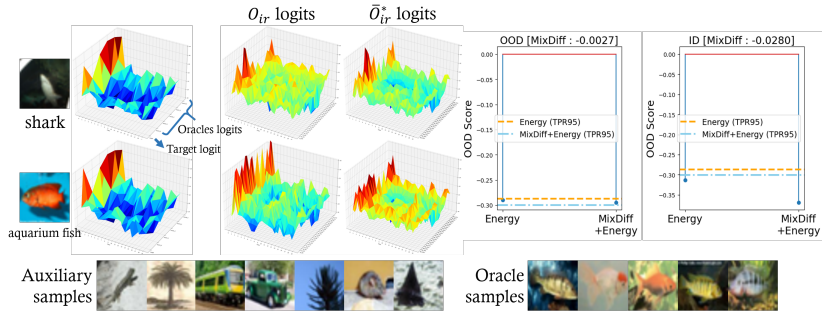 O_ir logits
Ō*_ir logits
shark
Oracles logits
Target logit
aquarium fish
OOD [MixDiff : -0.0027]
OOD Score
0.00
−0.05
−0.10
−0.15
−0.20
−0.25
−0.30
Energy (TPR95)
MixDiff+Energy (TPR95)
Energy
MixDiff
+Energy
ID [MixDiff : -0.0280]
OOD Score
0.00
−0.05
−0.10
−0.15
−0.20
−0.25
−0.30
−0.35
Energy (TPR95)
MixDiff+Energy (TPR95)
Energy
MixDiff
+Energy
Auxiliary
samples
Oracle
samples